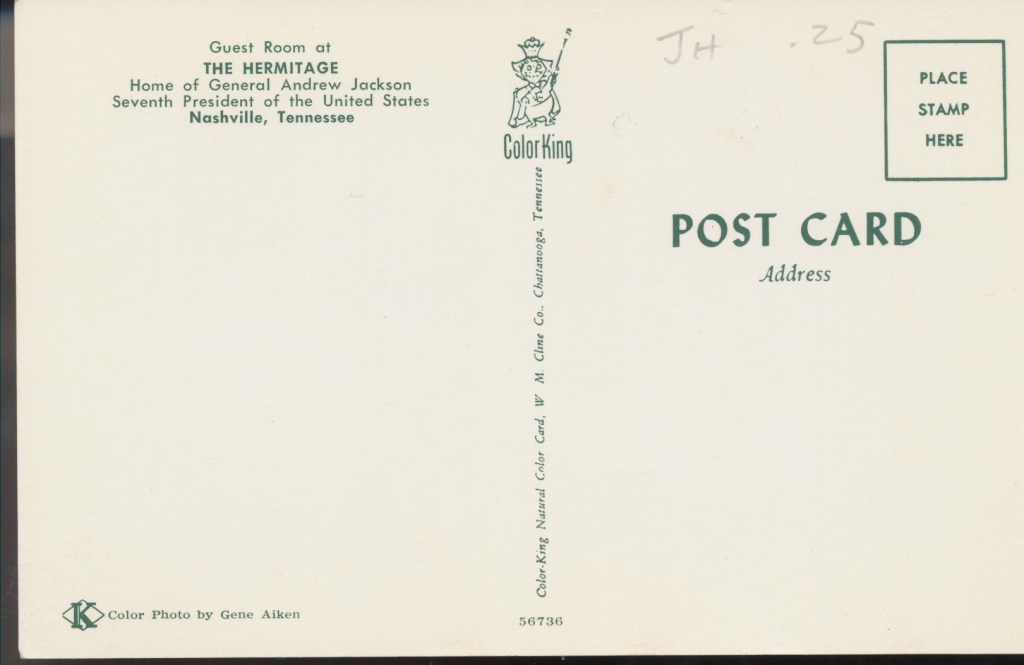 Guest Room at
THE HERMITAGE
Home of General Andrew Jackson
Seventh President of the United States
Nashville, Tennessee
Color King
Color-King Natural Color Card, W M. Cline Co., Chattanooga, Tennessee
JH .25
PLACE
STAMP
HERE
POST CARD
Address
K Color Photo by Gene Aiken
56736